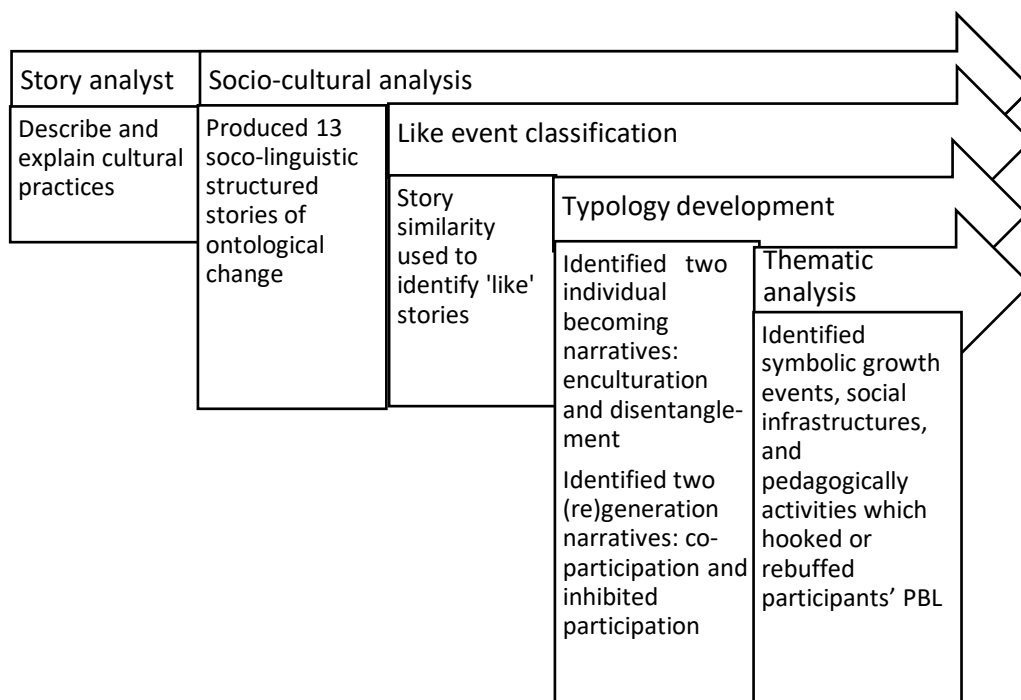 Story analyst
Describe and
explain cultural
practices
Socio-cultural analysis
Produced 13
soco-linguistic
structured
stories of
ontological
change
Like event classification
Story
similarity
used to
identify 'like'
stories
Typology development
Identified two
individual
becoming
narratives:
enculturation
and disentangle-
ment
Identified two
(re)generation
narratives: co-
participation and
inhibited
participation
Thematic
analysis
Identified
symbolic growth
events, social
infrastructures,
and
pedagogically
activities which
hooked or
rebuffed
participants’ PBL